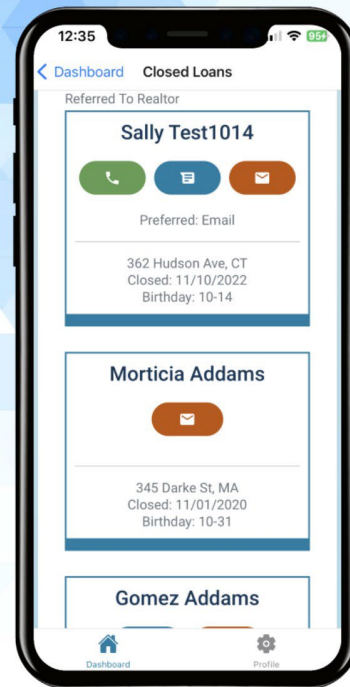 12:35
95
Dashboard Closed Loans
Referred To Realtor
Sally Test1014
Preferred: Email
362 Hudson Ave, CT
Closed: 11/10/2022
Birthday: 10-14
Morticia Addams
345 Darke St, MA
Closed: 11/01/2020
Birthday: 10-31
Gomez Addams
Dashboard Profile